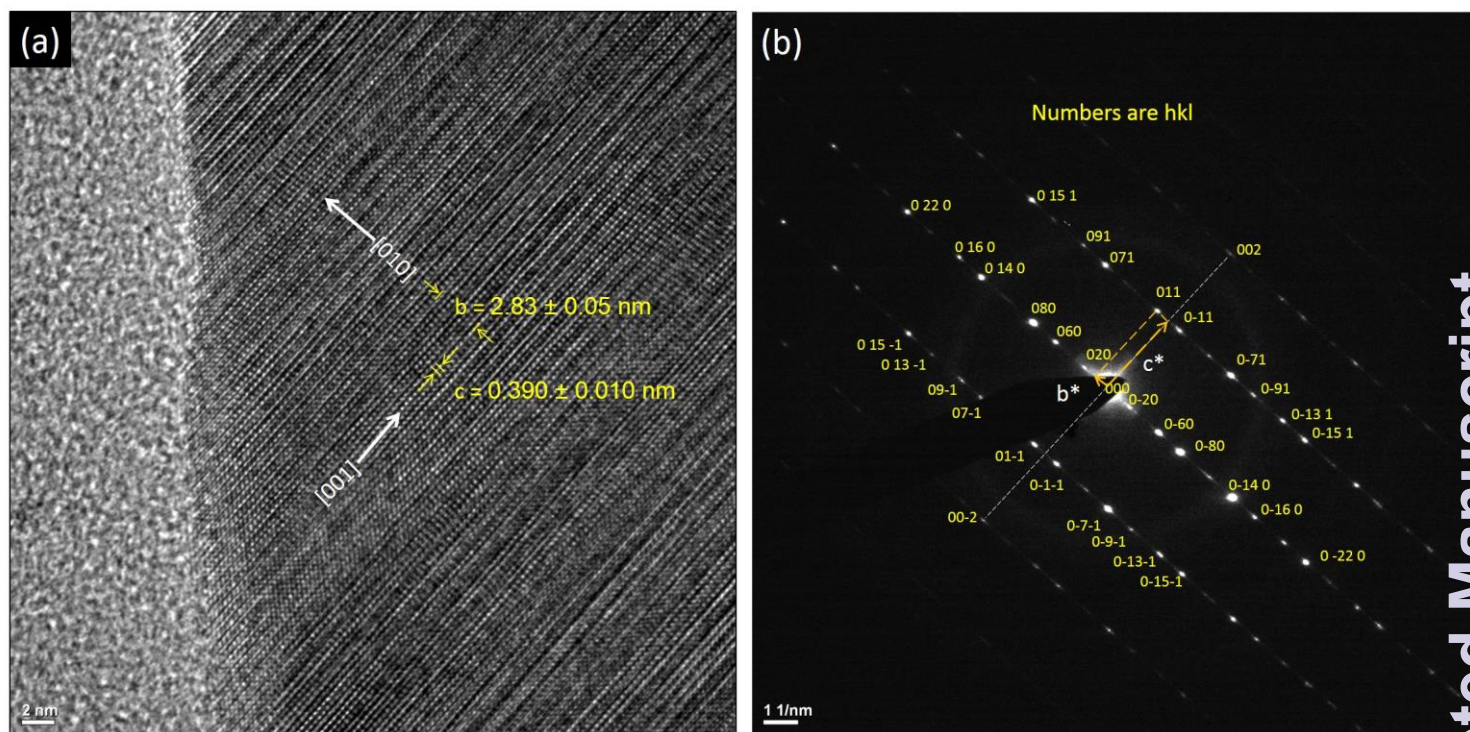 (a)
[010]
b = 2.83 ± 0.05 nm
c = 0.390 ± 0.010 nm
[001]
2 nm
(b)
Numbers are hkl
0 15 1
0 22 0
091
071
002
0 16 0
0 14 0
011
0-11
080
060
0 15 -1
0 13 -1
020
c*
0-71
09-1
07-1
b*
000
0-20
0-91
0-13 1
0-15 1
0-60
0-80
01-1
0-1-1
0-14 0
0-16 0
00-2
0-7-1
0-9-1
0-13-1
0-15-1
0 -22 0
1 1/nm
ted Manuscript